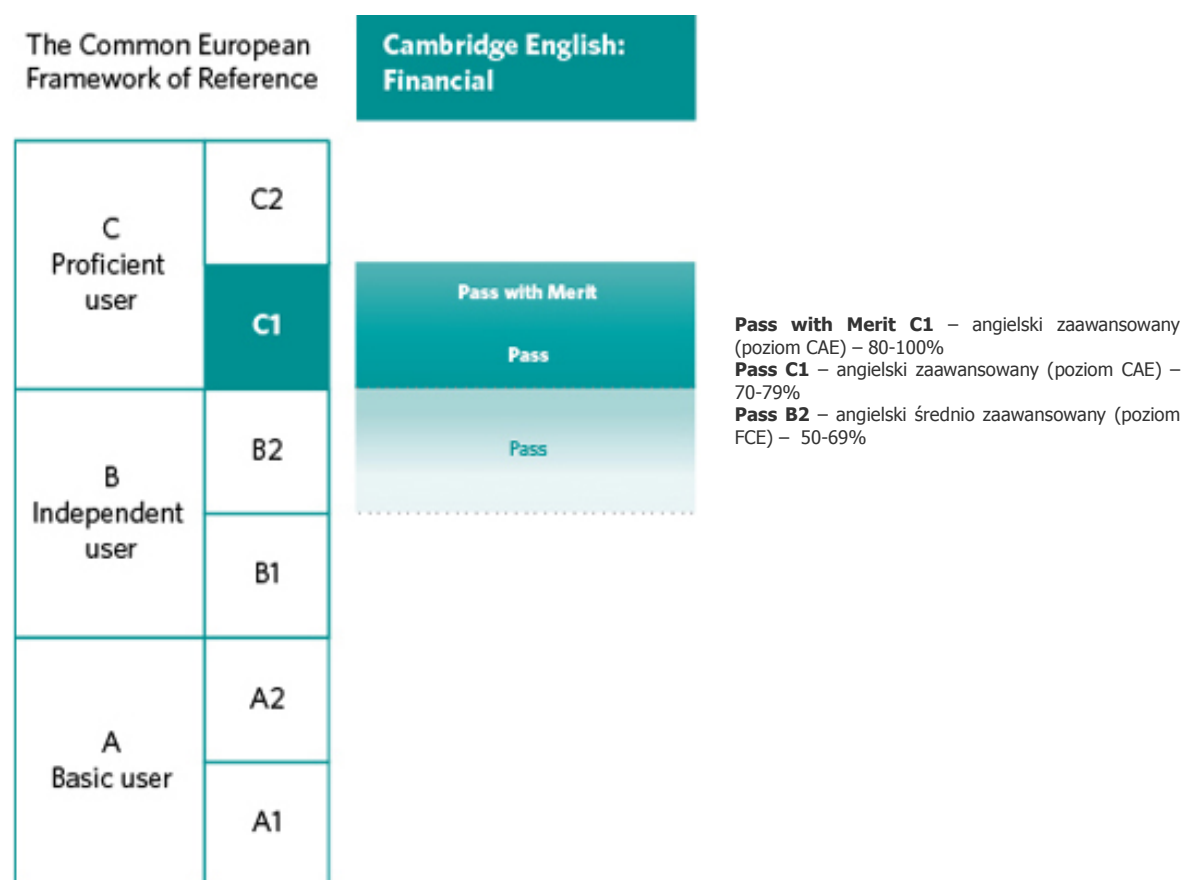 The Common European
Framework of Reference
Cambridge English:
Financial
C
Proficient
user
C2
C1
Pass with Merit
Pass
B
Independent
user
B2
Pass
B1
A
Basic user
A2
A1
Pass with Merit C1 – angielski zaawansowany
(poziom CAE) – 80-100%
Pass C1 – angielski zaawansowany (poziom CAE) –
70-79%
Pass B2 – angielski średnio zaawansowany (poziom
FCE) – 50-69%